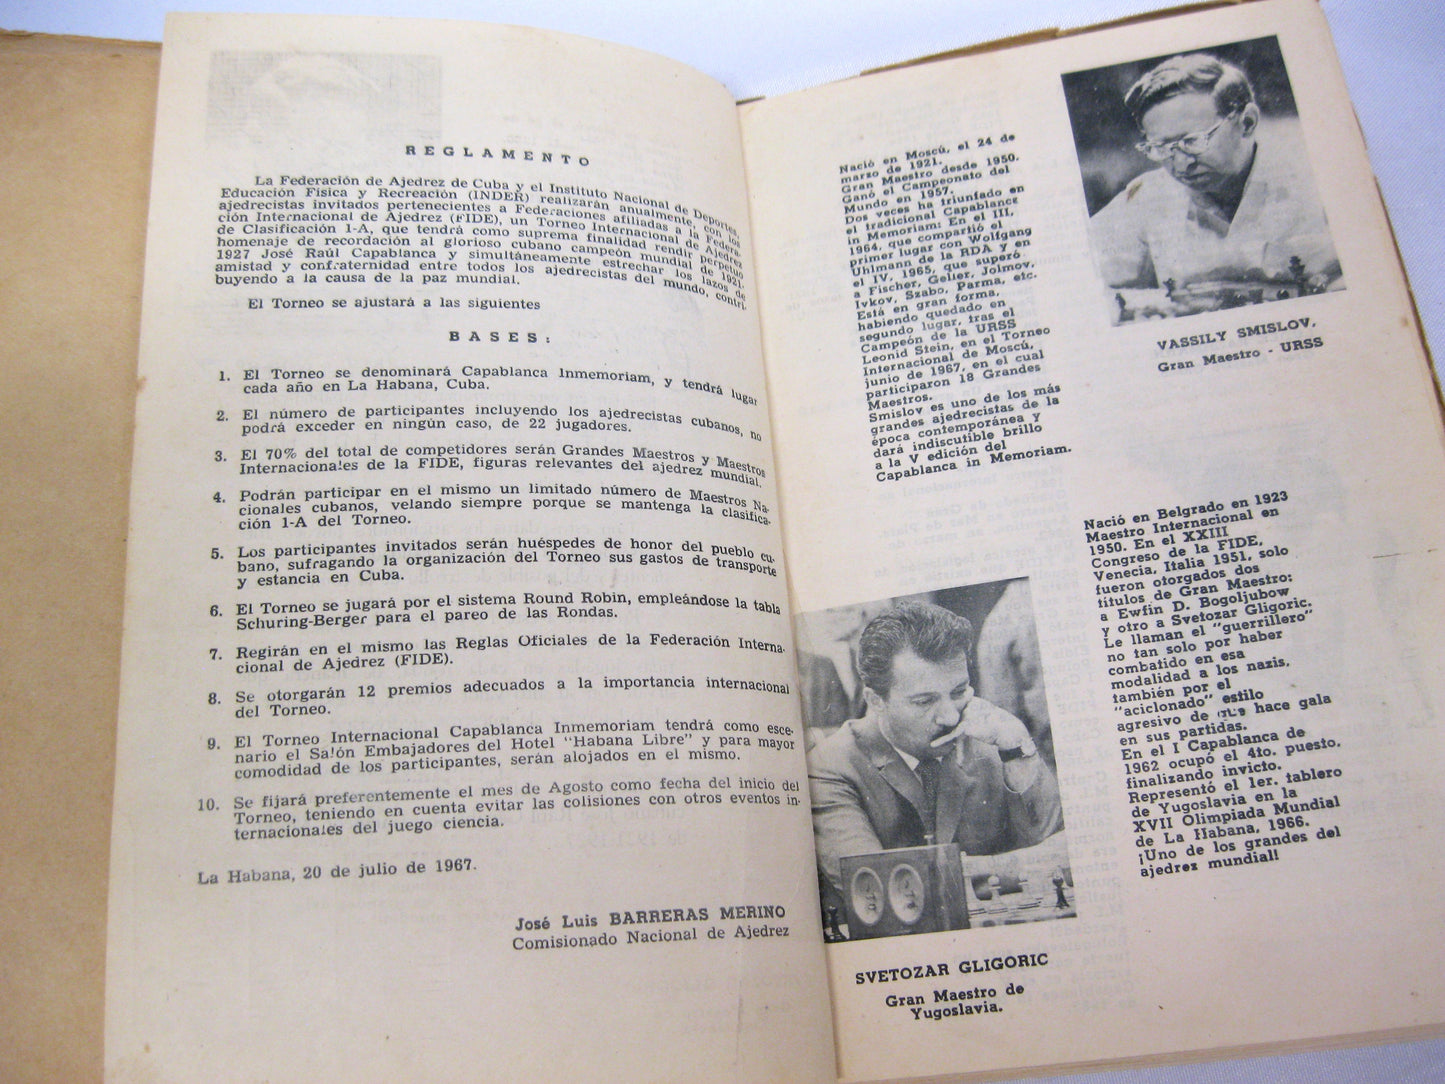 REGLAMENTO
La Federación de Ajedrez de Cuba y el Instituto Nacional de Deportes,
Educación Física y Recreación (INDER) realizarán anualmente, con los
ajedrecistas invitados pertenecientes a Federaciones afiliadas a la Federa-
ción Internacional de Ajedrez (FIDE), un Torneo Internacional de Ajedrez
de Clasificación 1-A, que tendrá como suprema finalidad rendir perpetuo
homenaje de recordación al glorioso cubano campeón mundial de 1921-
1927 José Raúl Capablanca y simultáneamente estrechar los lazos de
amistad y confraternidad entre todos los ajedrecistas del mundo, contri-
buyendo a la causa de la paz mundial.
El Torneo se ajustará a las siguientes
BASES:
1. El Torneo se denominará Capablanca Inmemoriam, y tendrá lugar
cada año en La Habana, Cuba.
2. El número de participantes incluyendo los ajedrecistas cubanos, no
podrá exceder en ningún caso, de 22 jugadores.
3. El 70% del total de competidores serán Grandes Maestros y Maestros
Internacionales de la FIDE, figuras relevantes del ajedrez mundial.
4. Podrán participar en el mismo un limitado número de Maestros Na-
cionales cubanos, velando siempre porque se mantenga la clasifica-
ción 1-A del Torneo.
5. Los participantes invitados serán huéspedes de honor del pueblo cu-
bano, sufragando la organización del Torneo sus gastos de transporte
y estancia en Cuba.
6. El Torneo se jugará por el sistema Round Robin, empleándose la tabla
Schuring-Berger para el pareo de las Rondas.
7. Regirán en el mismo las Reglas Oficiales de la Federación Interna-
cional de Ajedrez (FIDE).
8. Se otorgarán 12 premios adecuados a la importancia internacional
del Torneo.
9. El Torneo Internacional Capablanca Inmemoriam tendrá como esce-
nario el Salón Embajadores del Hotel "Habana Libre" y para mayor
comodidad de los participantes, serán alojados en el mismo.
10. Se fijará preferentemente el mes de Agosto como fecha del inicio del
Torneo, teniendo en cuenta evitar las colisiones con otros eventos in-
ternacionales del juego ciencia.
La Habana, 20 de julio de 1967.
José Luis BARRERAS MERINO
Comisionado Nacional de Ajedrez
Nació en Moscú, el 24 de
marzo de 1921.
Gran Maestro desde 1950.
Ganó el Campeonato del
Mundo en 1957.
Dos veces ha triunfado en
el tradicional Capablanca
in Memoriam: En el III,
1964, que compartió el
primer lugar con Wolfgang
Uhlmann de la RDA y en
el IV, 1965, que superó
a Fischer, Geller, Jolmov,
Ivkov, Szabo, Parma, etc.
Está en gran forma,
habiendo quedado en
segundo lugar, tras el
Campeón de la URSS
Leonid Stein, en el Torneo
Internacional de Moscú,
junio de 1967, en el cual
participaron 18 Grandes
Maestros.
Smislov es uno de los más
grandes ajedrecistas de la
época contemporánea y
dará indiscutible brillo
a la V edición del
Capablanca in Memoriam.
VASSILY SMISLOV,
Gran Maestro - URSS
Nació en Belgrado en 1923
Maestro Internacional en
1950. En el XXIII
Congreso de la FIDE,
Venecia, Italia 1951, solo
fueron otorgados dos
títulos de Gran Maestro:
a Ewfin D. Bogoljubow
y otro a Svetozar Gligoric.
Le llaman el "guerrillero"
no tan solo por haber
combatido en esa
modalidad a los nazis,
también por el
"aciclonado" estilo
agresivo de que hace gala
en sus partidas.
En el I Capablanca de
1962 ocupó el 4to. puesto,
finalizando invicto.
Representó el 1er. tablero
de Yugoslavia en la
XVII Olimpiada Mundial
de La Habana, 1966.
¡Uno de los grandes del
ajedrez mundial!
SVETOZAR GLIGORIC
Gran Maestro de
Yugoslavia.